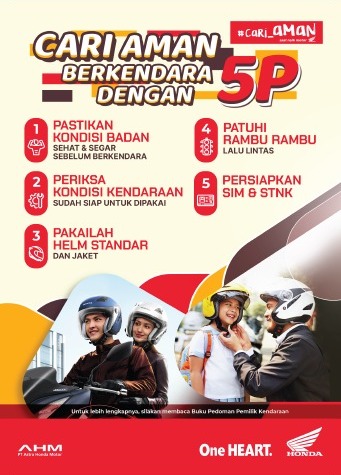 #CARI_AMAN
CARI AMAN
BERKENDARA
DENGAN
5P
1
PASTIKAN
KONDISI BADAN
SEHAT & SEGAR
SEBELUM BERKENDARA
2
PERIKSA
KONDISI KENDARAAN
SUDAH SIAP UNTUK DIPAKAI
3
PAKAILAH
HELM STANDAR
DAN JAKET
4
PATUHI
RAMBU RAMBU
LALU LINTAS
5
PERSIAPKAN
SIM & STNK
Untuk lebih lengkapnya, silakan membaca Buku Pedoman Pemilik Kendaraan
AHM
PT Astra Honda Motor
One HEART.
HONDA